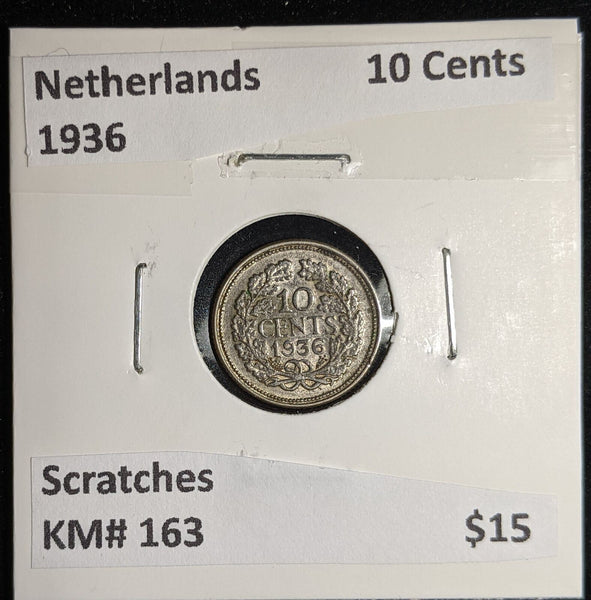 Netherlands 10 Cents
1936
10
CENTS
1936
Scratches
KM# 163 $15